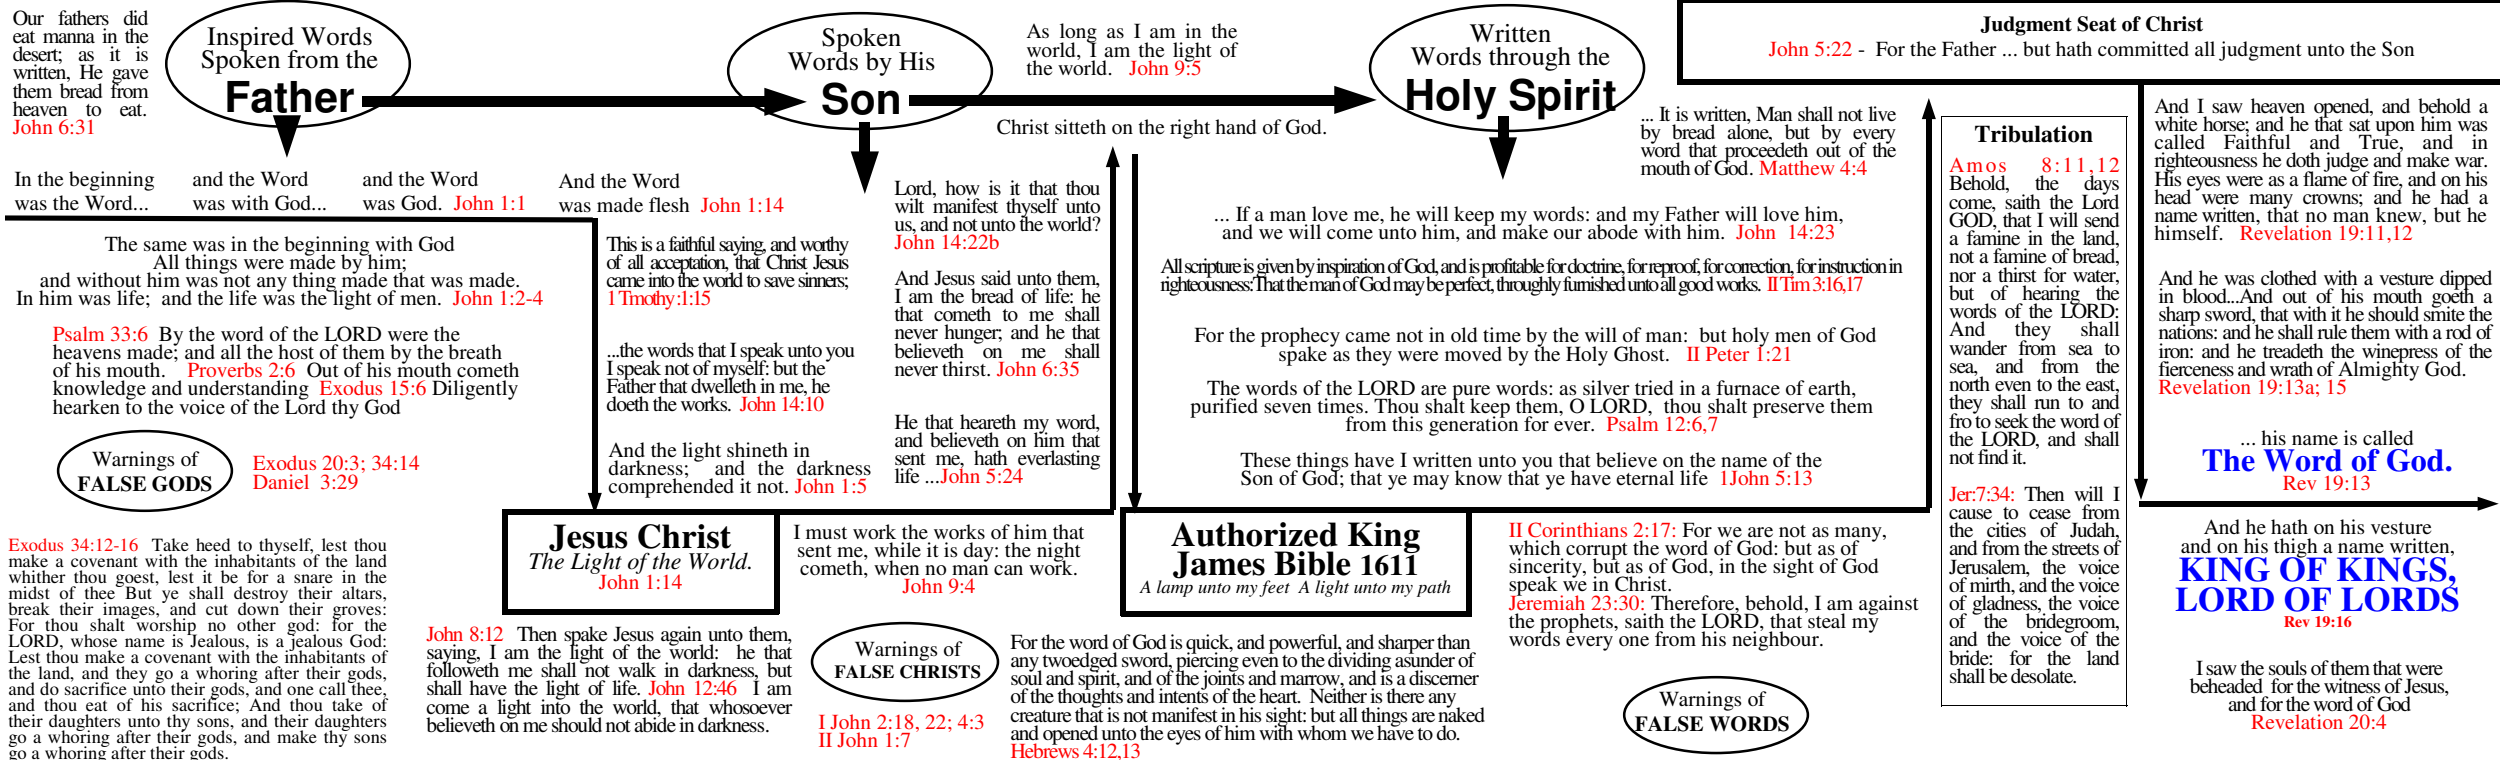 Our fathers did
eat manna in the
desert; as it is
written, He gave
them bread from
heaven to eat.
John 6:31
Inspired Words
Spoken from the
Father
Spoken
Words by His
Son
As long as I am in the
world, I am the light of
the world. John 9:5
Written
Words through the
Holy Spirit
Judgment Seat of Christ
John 5:22 - For the Father ... but hath committed all judgment unto the Son
Christ sitteth on the right hand of God.
... It is written, Man shall not live
by bread alone, but by every
word that proceedeth out of the
mouth of God. Matthew 4:4
In the beginning
was the Word...
and the Word
was with God...
and the Word
was God. John 1:1
And the Word
was made flesh John 1:14
The same was in the beginning with God
All things were made by him;
and without him was not any thing made that was made.
In him was life; and the life was the light of men. John 1:2-4
Psalm 33:6 By the word of the LORD were the
heavens made; and all the host of them by the breath
of his mouth. Proverbs 2:6 Out of his mouth cometh
knowledge and understanding Exodus 15:6 Diligently
hearken to the voice of the Lord thy God
Warnings of
FALSE GODS
Exodus 20:3; 34:14
Daniel 3:29
Exodus 34:12-16 Take heed to thyself, lest thou
make a covenant with the inhabitants of the land
whither thou goest, lest it be for a snare in the
midst of thee But ye shall destroy their altars,
break their images, and cut down their groves:
For thou shalt worship no other god: for the
LORD, whose name is Jealous, is a jealous God:
Lest thou make a covenant with the inhabitants of
the land, and they go a whoring after their gods,
and do sacrifice unto their gods, and one call thee,
and thou eat of his sacrifice; And thou take of
their daughters unto thy sons, and their daughters
go a whoring after their gods, and make thy sons
go a whoring after their gods.
This is a faithful saying, and worthy
of all acceptation, that Christ Jesus
came into the world to save sinners;
1 Tmothy:1:15
...the words that I speak unto you
I speak not of myself: but the
Father that dwelleth in me, he
doeth the works. John 14:10
And the light shineth in
darkness; and the darkness
comprehended it not. John 1:5
Lord, how is it that thou
wilt manifest thyself unto
us, and not unto the world?
John 14:22b
And Jesus said unto them,
I am the bread of life: he
that cometh to me shall
never hunger; and he that
believeth on me shall
never thirst. John 6:35
He that heareth my word,
and believeth on him that
sent me, hath everlasting
life ...John 5:24
Jesus Christ
The Light of the World.
John 1:14
I must work the works of him that
sent me, while it is day: the night
cometh, when no man can work.
John 9:4
John 8:12 Then spake Jesus again unto them,
saying, I am the light of the world: he that
followeth me shall not walk in darkness, but
shall have the light of life. John 12:46 I am
come a light into the world, that whosoever
believeth on me should not abide in darkness.
Warnings of
FALSE CHRISTS
I John 2:18, 22; 4:3
II John 1:7
... If a man love me, he will keep my words: and my Father will love him,
and we will come unto him, and make our abode with him. John 14:23
All scripture is given by inspiration of God, and is profitable for doctrine, for reproof, for correction, for instruction in
righteousness: That the man of God may be perfect, throughly furnished unto all good works. II Tim 3:16,17
For the prophecy came not in old time by the will of man: but holy men of God
spake as they were moved by the Holy Ghost. II Peter 1:21
The words of the LORD are pure words: as silver tried in a furnace of earth,
purified seven times. Thou shalt keep them, O LORD, thou shalt preserve them
from this generation for ever. Psalm 12:6,7
These things have I written unto you that believe on the name of the
Son of God; that ye may know that ye have eternal life 1John 5:13
Authorized King
James Bible 1611
A lamp unto my feet A light unto my path
For the word of God is quick, and powerful, and sharper than
any twoedged sword, piercing even to the dividing asunder of
soul and spirit, and of the joints and marrow, and is a discerner
of the thoughts and intents of the heart. Neither is there any
creature that is not manifest in his sight: but all things are naked
and opened unto the eyes of him with whom we have to do.
Hebrews 4:12,13
II Corinthians 2:17: For we are not as many,
which corrupt the word of God: but as of
sincerity, but as of God, in the sight of God
speak we in Christ.
Jeremiah 23:30: Therefore, behold, I am against
the prophets, saith the LORD, that steal my
words every one from his neighbour.
Warnings of
FALSE WORDS
Tribulation
Amos 8:11,12
Behold, the days
come, saith the Lord
GOD, that I will send
a famine in the land,
not a famine of bread,
nor a thirst for water,
but of hearing the
words of the LORD:
And they shall
wander from sea to
sea, and from the
north even to the east,
they shall run to and
fro to seek the word of
the LORD, and shall
not find it.
Jer:7:34: Then will I
cause to cease from
the cities of Judah,
and from the streets of
Jerusalem, the voice
of mirth, and the voice
of gladness, the voice
of the bridegroom,
and the voice of the
bride: for the land
shall be desolate.
And I saw heaven opened, and behold a
white horse; and he that sat upon him was
called Faithful and True, and in
righteousness he doth judge and make war.
His eyes were as a flame of fire, and on his
head were many crowns; and he had a
name written, that no man knew, but he
himself. Revelation 19:11,12
And he was clothed with a vesture dipped
in blood...And out of his mouth goeth a
sharp sword, that with it he should smite the
nations: and he shall rule them with a rod of
iron: and he treadeth the winepress of the
fierceness and wrath of Almighty God.
Revelation 19:13a; 15
... his name is called
The Word of God.
Rev 19:13
And he hath on his vesture
and on his thigh a name written,
KING OF KINGS,
LORD OF LORDS
Rev 19:16
I saw the souls of them that were
beheaded for the witness of Jesus,
and for the word of God
Revelation 20:4